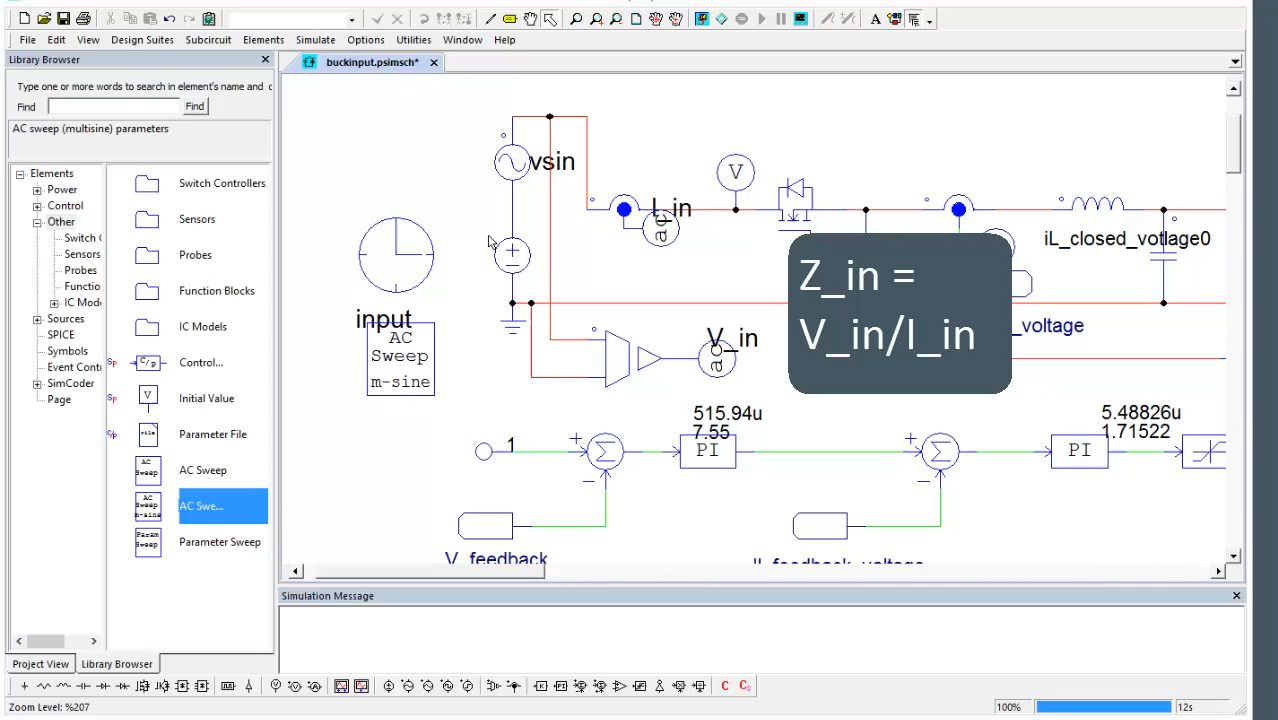 File Edit View Design Suites Subcircuit Elements Simulate Options Utilities Window Help
Library Browser
Type one or more words to search in element's name and
Find
Find
AC sweep (multisine) parameters
Elements
Power
Control
Other
Switch
Sensors
Probes
Functio
IC Mod
Sources
SPICE
Symbols
Event Contr
SimCoder
Page
Switch Controllers
Sensors
Probes
Function Blocks
IC Models
Control...
Initial Value
Parameter File
AC Sweep
AC Swe...
Parameter Sweep
Project View
Library Browser
buckinput.psimsch*
vsin
I_in
ac
V
input
AC
Sweep
m-sine
V_in
ac
iL_closed_votlage0
_voltage
Z_in =
V_in/I_in
515.94u
7.55
PI
5.48826u
1.71522
PI
1
V_feedback
IL_feedback_voltage
Simulation Message
Zoom Level: %207
100%
12s